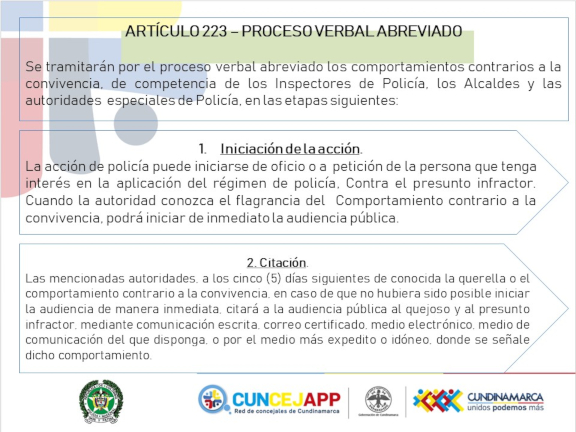 ARTÍCULO 223 – PROCESO VERBAL ABREVIADO
Se tramitarán por el proceso verbal abreviado los comportamientos contrarios a la
convivencia, de competencia de los Inspectores de Policía, los Alcaldes y las
autoridades especiales de Policía, en las etapas siguientes:
1. Iniciación de la acción.
La acción de policía puede iniciarse de oficio o a petición de la persona que tenga
interés en la aplicación del régimen de policía, Contra el presunto infractor.
Cuando la autoridad conozca el flagrancia del Comportamiento contrario a la
convivencia, podrá iniciar de inmediato la audiencia pública.
2. Citación.
Las mencionadas autoridades, a los cinco (5) días siguientes de conocida la querella o el
comportamiento contrario a la convivencia, en caso de que no hubiera sido posible iniciar
la audiencia de manera inmediata, citará a la audiencia pública al quejoso y al presunto
infractor, mediante comunicación escrita, correo certificado, medio electrónico, medio de
comunicación del que disponga, o por el medio más expedito o idóneo, donde se señale
dicho comportamiento.
CUNCEJAPP
Red de concejales de Cundinamarca
CUNDINAMARCA
unidos podemos más